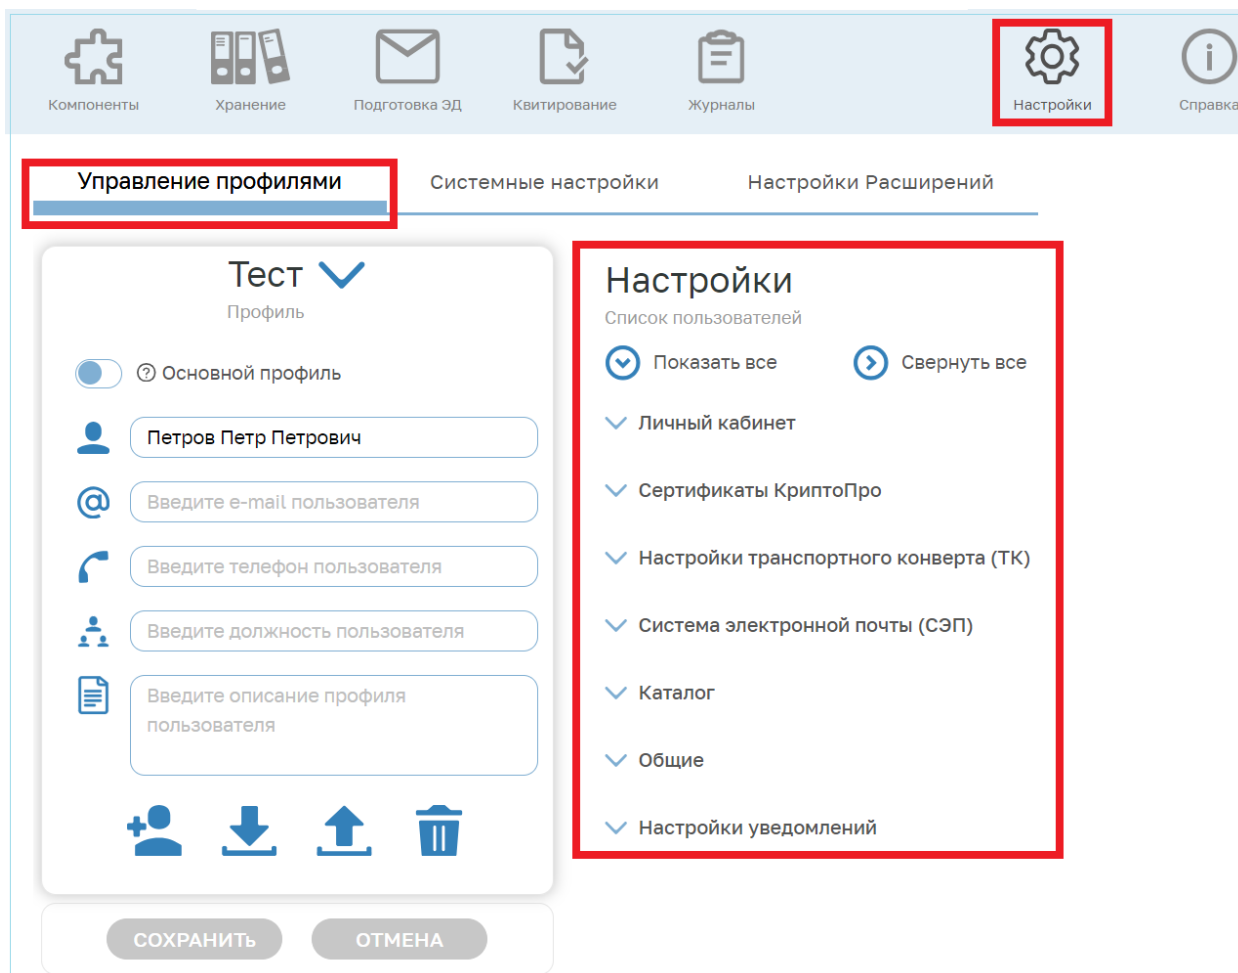 Компоненты
Хранение
Подготовка ЭД
Квитирование
Журналы
Настройки
Справка
Управление профилями
Системные настройки
Настройки Расширений
Тест
Профиль
Основной профиль
Петров Петр Петрович
Введите e-mail пользователя
Введите телефон пользователя
Введите должность пользователя
Введите описание профиля
пользователя
СОХРАНИТЬ
ОТМЕНА
Настройки
Список пользователей
Показать все
Свернуть все
Личный кабинет
Сертификаты КриптоПро
Настройки транспортного конверта (ТК)
Система электронной почты (СЭП)
Каталог
Общие
Настройки уведомлений